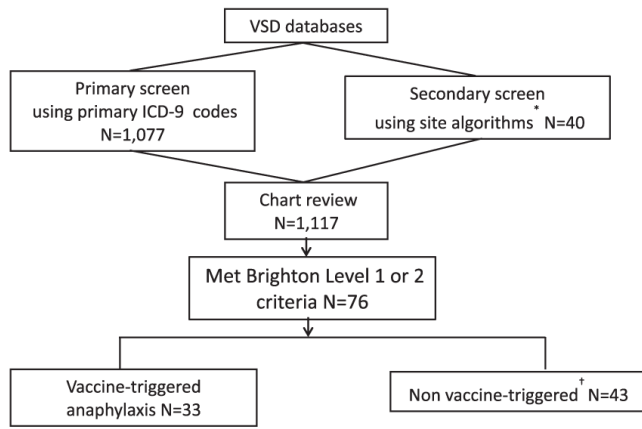 VSD databases
Primary screen
using primary ICD-9 codes
N=1,077
Secondary screen
using site algorithms* N=40
Chart review
N=1,117
Met Brighton Level 1 or 2
criteria N=76
Vaccine-triggered
anaphylaxis N=33
Non vaccine-triggered† N=43